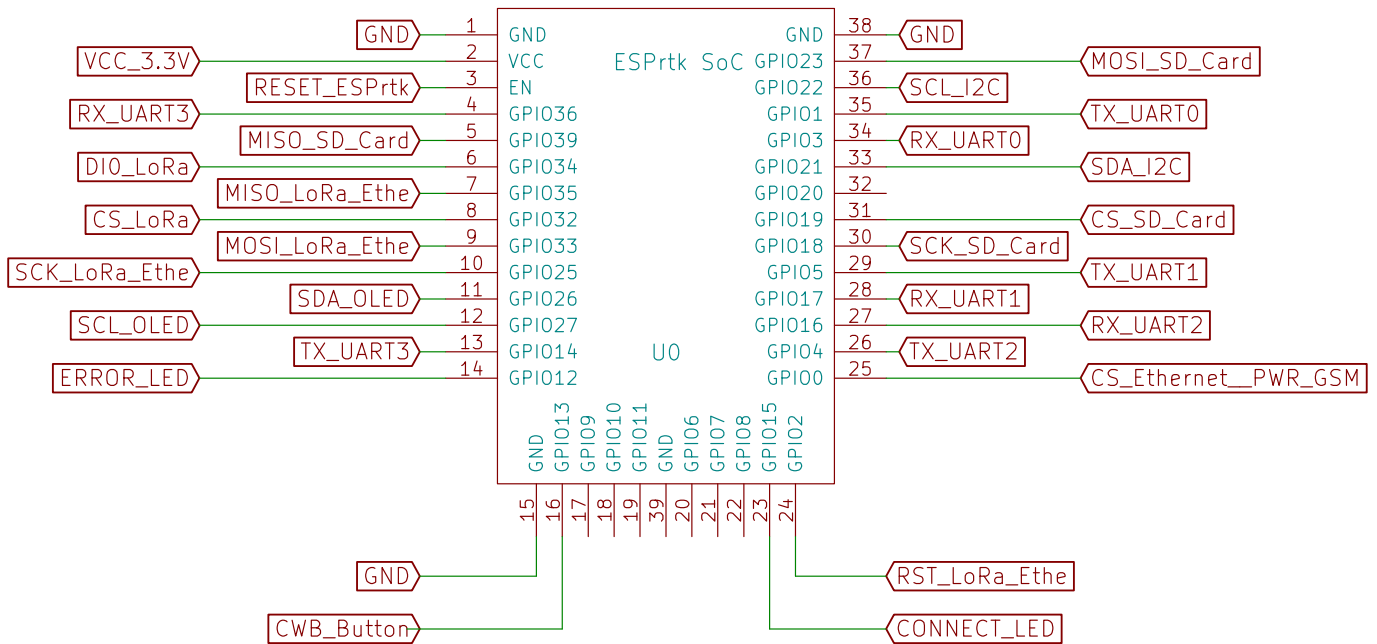 GND 1 GND GND 38 GND
VCC_3.3V 2 VCC ESPrtk SoC GPIO23 37 MOSI_SD_Card
RESET_ESPrtk 3 EN GPIO22 36 SCL_I2C
RX_UART3 4 GPIO36 GPIO1 35 TX_UART0
MISO_SD_Card 5 GPIO39 GPIO3 34 RX_UART0
DI0_LoRa 6 GPIO34 GPIO21 33 SDA_I2C
MISO_LoRa_Ethe 7 GPIO35 GPIO20 32
CS_LoRa 8 GPIO32 GPIO19 31 CS_SD_Card
MOSI_LoRa_Ethe 9 GPIO33 GPIO18 30 SCK_SD_Card
SCK_LoRa_Ethe 10 GPIO25 GPIO5 29 TX_UART1
SDA_OLED 11 GPIO26 GPIO17 28 RX_UART1
SCL_OLED 12 GPIO27 GPIO16 27 RX_UART2
TX_UART3 13 GPIO14 U0 GPIO4 26 TX_UART2
ERROR_LED 14 GPIO12 GPIO0 25 CS_Ethernet__PWR_GSM
GND GPIO13 GPIO9 GPIO10 GPIO11 GND GPIO6 GPIO7 GPIO8 GPIO15 GPIO2
15 16 17 18 19 39 20 21 22 23 24
GND RST_LoRa_Ethe
CWB_Button CONNECT_LED